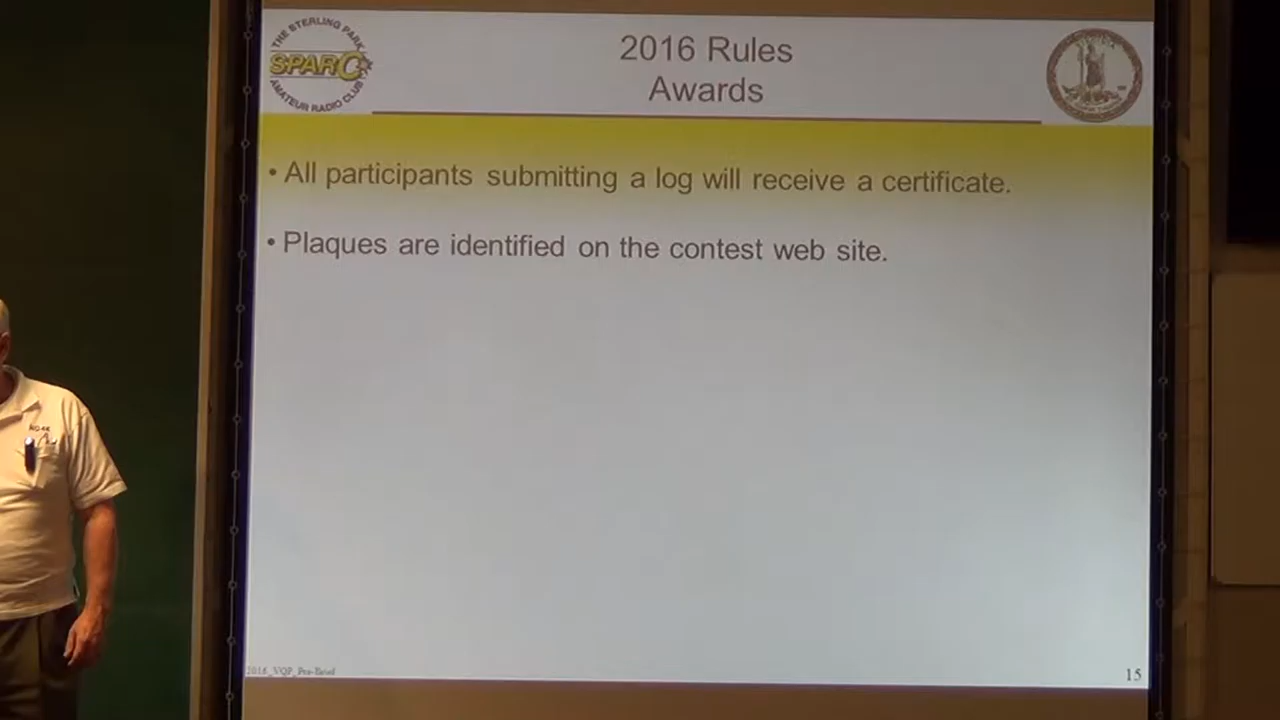 THE STERLING PARK
SPARC
AMATEUR RADIO CLUB
2016 Rules
Awards
• All participants submitting a log will receive a certificate.
• Plaques are identified on the contest web site.
2016_VQP_Pre-Brief
15